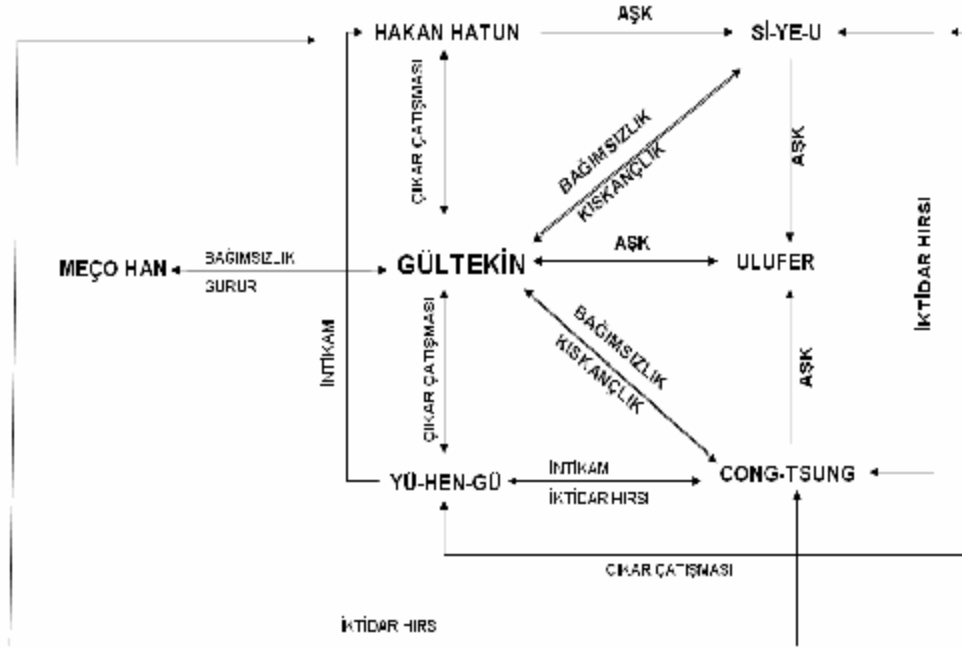 AŞK
HAKAN HATUN
Sİ-YE-U
ÇIKAR ÇATIŞMASI
BAĞIMSIZLIK
KISKANÇLIK
AŞK
İKTİDAR HIRSI
MEÇO HAN
BAĞIMSIZLIK
GURUR
GÜLTEKİN
AŞK
ULUFER
İNTİKAM
ÇIKAR ÇATIŞMASI
BAĞIMSIZLIK
KISKANÇLIK
AŞK
YÜ-HEN-GÜ
İNTİKAM
İKTİDAR HIRSI
CONG-TSUNG
ÇIKAR ÇATIŞMASI
İKTİDAR HIRS